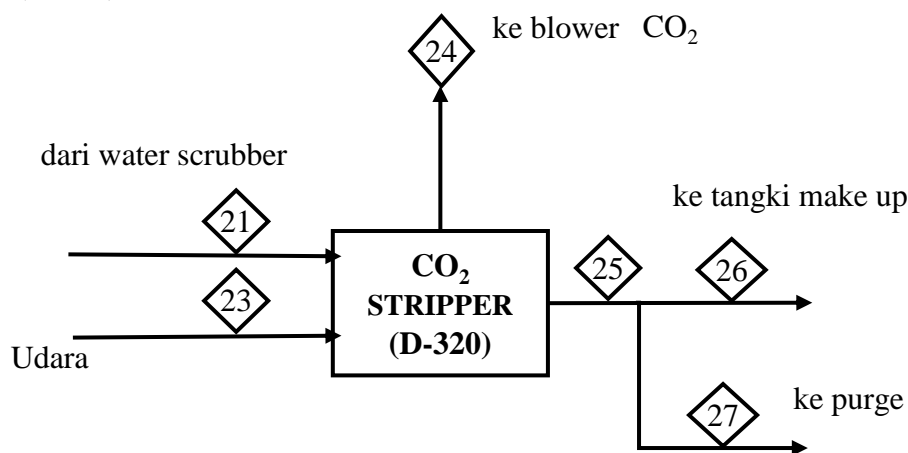 24
ke blower CO₂
dari water scrubber
21
ke tangki make up
23
CO₂
STRIPPER
(D-320)
25
26
Udara
27
ke purge